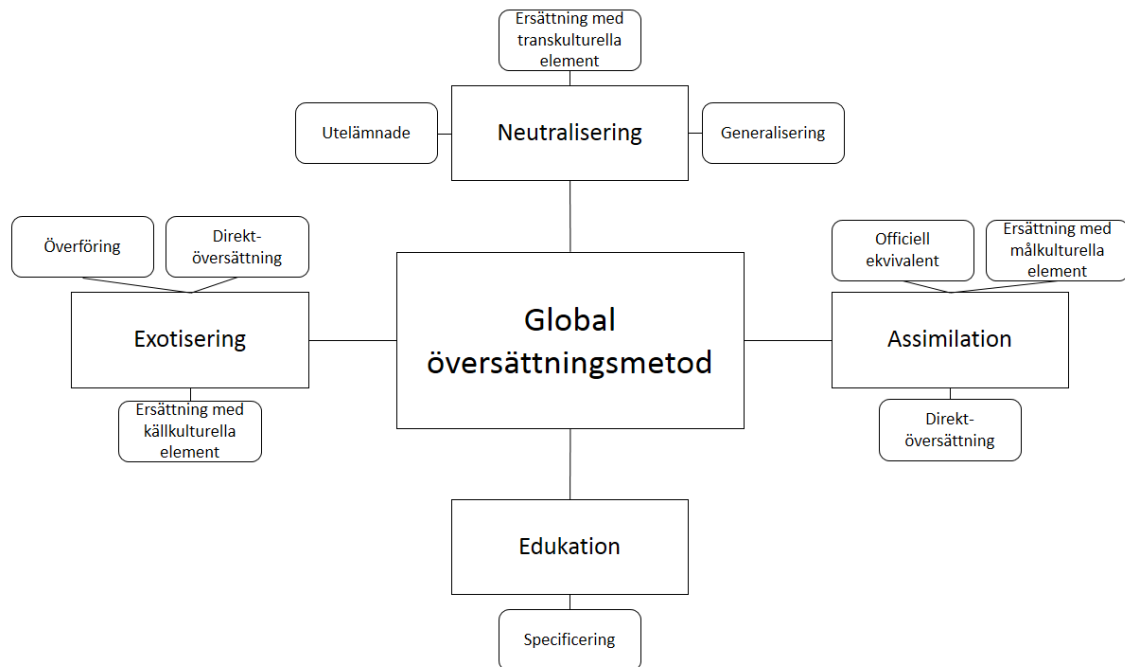 Ersättning med
transkulturella
element
Utelämnade
Neutralisering
Generalisering
Överföring
Direkt-
översättning
Officiell
ekvivalent
Ersättning med
målkulturella
element
Exotisering
Global
översättningsmetod
Assimilation
Ersättning med
källkulturella
element
Direkt-
översättning
Edukation
Specificering